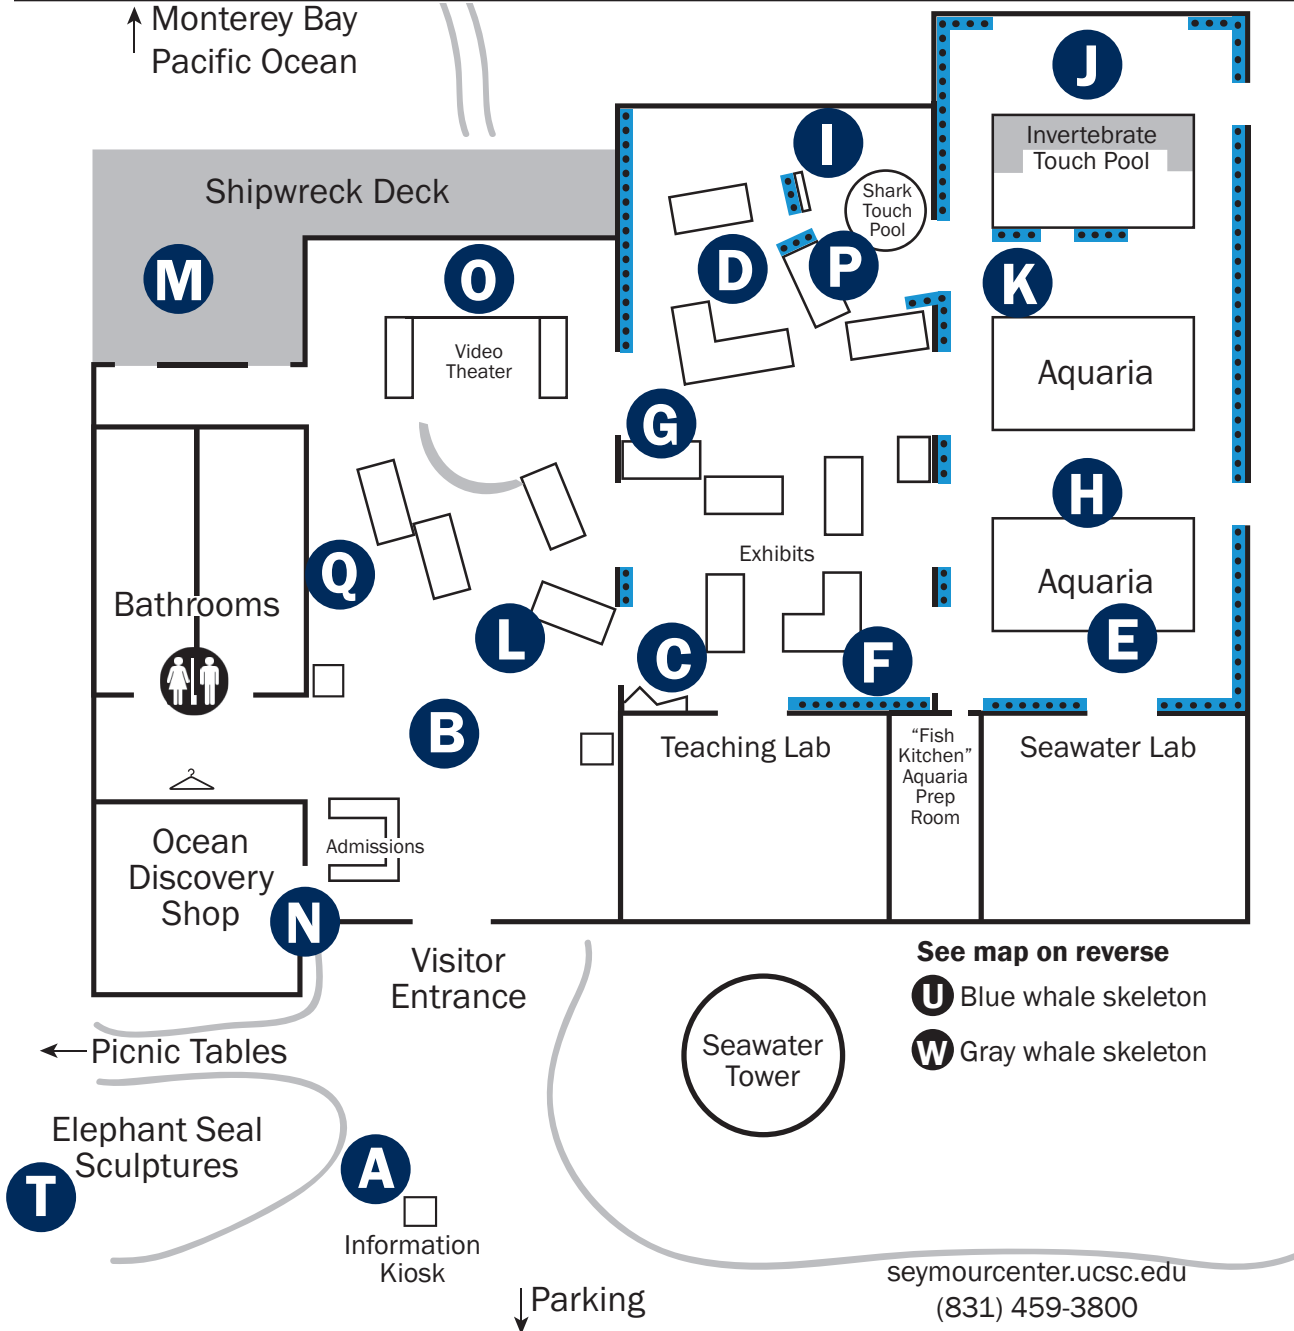 Monterey Bay
Pacific Ocean
J
I
Invertebrate
Touch Pool
Shipwreck Deck
Shark
Touch
Pool
M
O
D
P
K
Video
Theater
Aquaria
G
H
Exhibits
Q
Bathrooms
Aquaria
L
C
F
E
B
Teaching Lab
“Fish
Kitchen”
Aquaria
Prep
Room
Seawater Lab
Ocean
Discovery
Shop
Admissions
N
Visitor
Entrance
See map on reverse
U Blue whale skeleton
W Gray whale skeleton
Seawater
Tower
Picnic Tables
Elephant Seal
Sculptures
T
A
Information
Kiosk
Parking
seymourcenter.ucsc.edu
(831) 459-3800